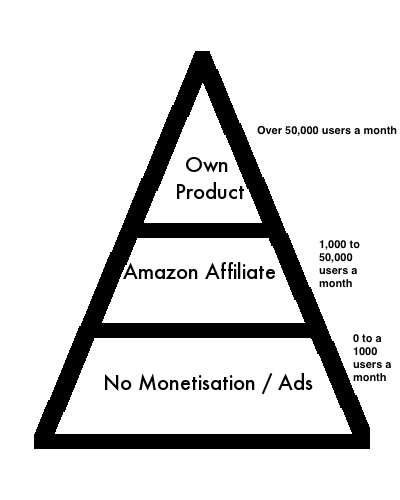 Over 50,000 users a month
Own
Product
1,000 to
50,000
users a
month
Amazon Affiliate
0 to a
1000
users a
month
No Monetisation / Ads